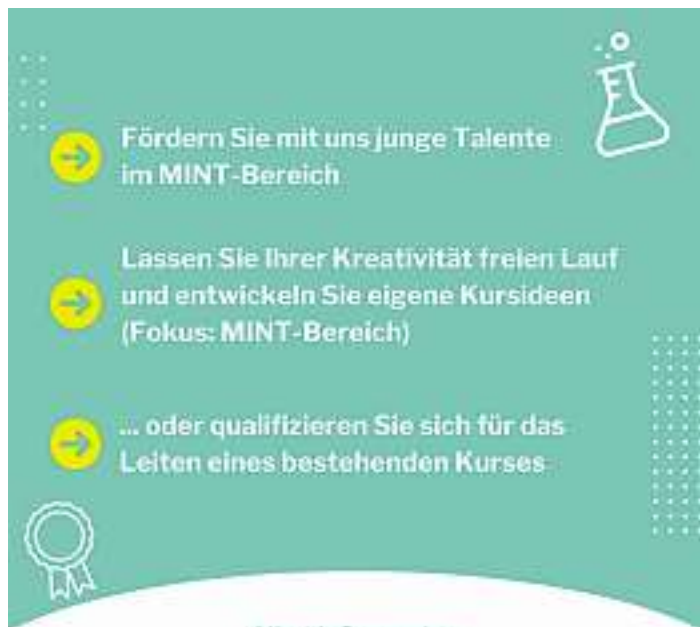 Fördern Sie mit uns junge Talente
im MINT-Bereich
Lassen Sie Ihrer Kreativität freien Lauf
und entwickeln Sie eigene Kursideen
(Fokus: MINT-Bereich)
... oder qualifizieren Sie sich für das
Leiten eines bestehenden Kurses